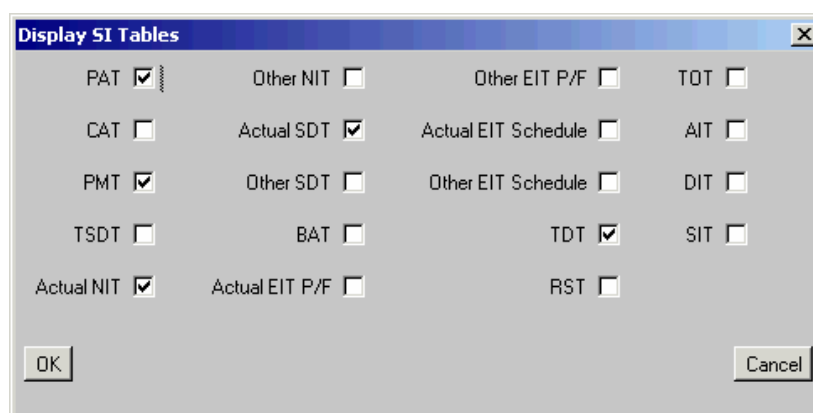 Display SI Tables
PAT Other NIT Other EIT P/F TOT
CAT Actual SDT Actual EIT Schedule AIT
PMT Other SDT Other EIT Schedule DIT
TSDT BAT TDT SIT
Actual NIT Actual EIT P/F RST
OK Cancel